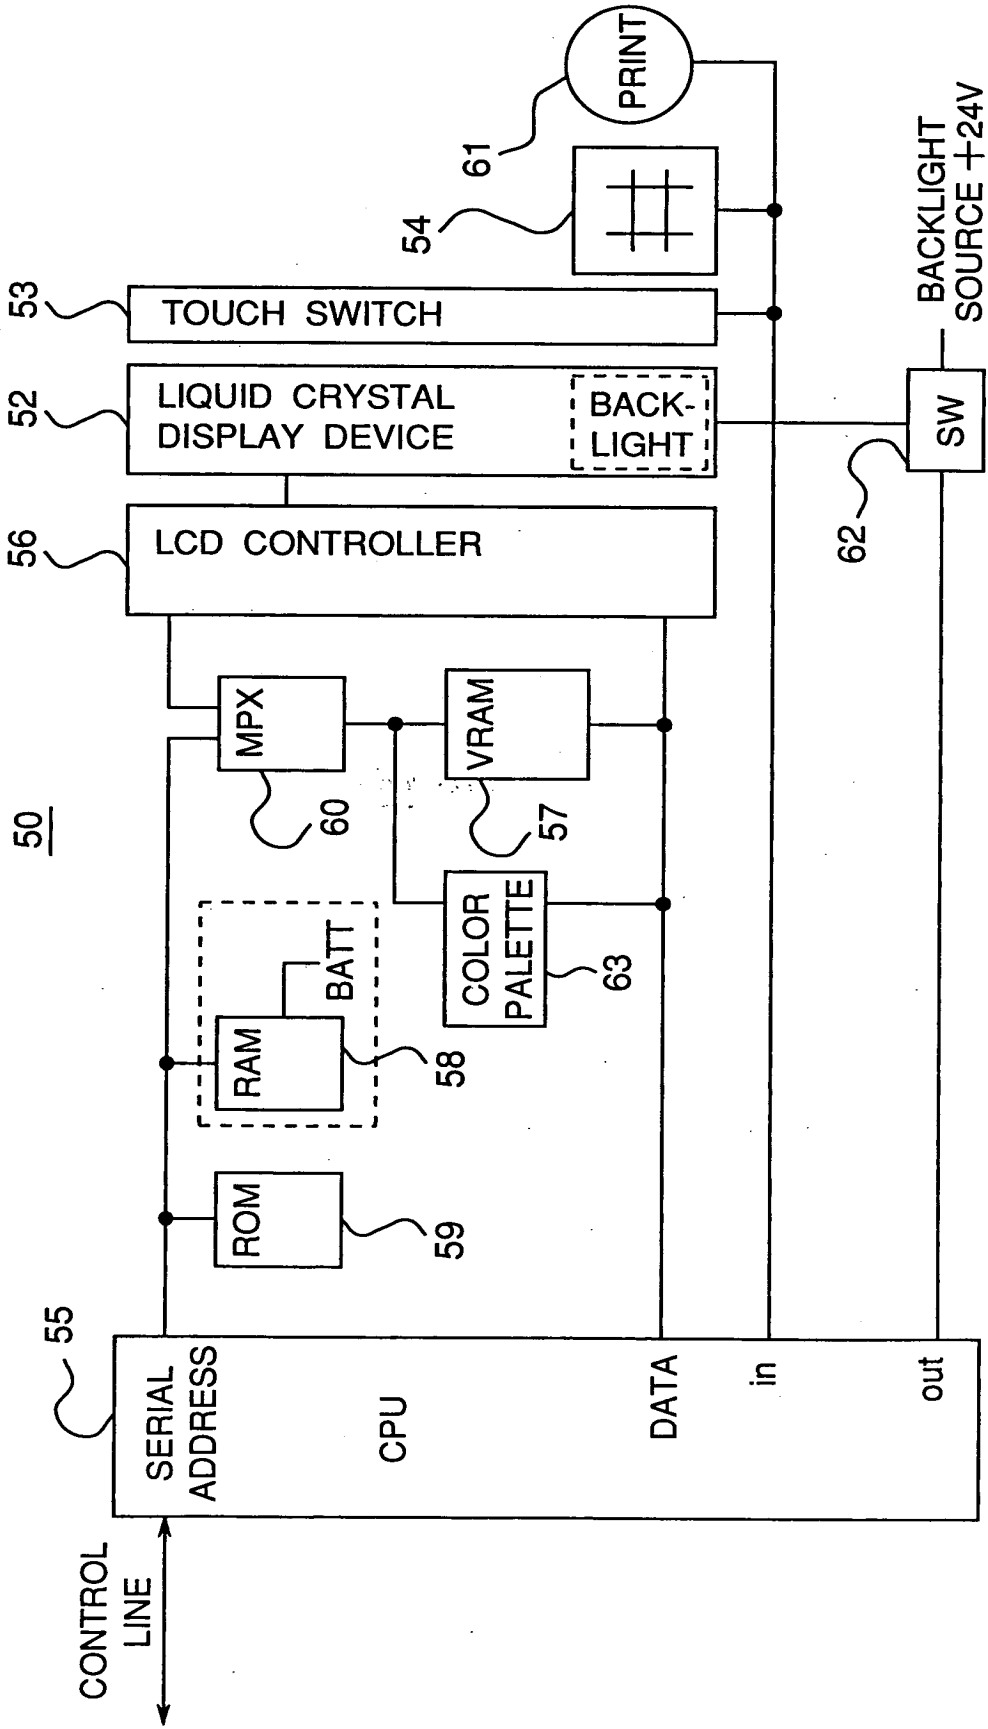 50
CONTROL
LINE
55
SERIAL
ADDRESS
CPU
DATA
in
out
ROM
59
RAM
BATT
58
MPX
60
VRAM
57
COLOR
PALETTE
63
56
LCD CONTROLLER
52
LIQUID CRYSTAL
DISPLAY DEVICE
BACK-
LIGHT
53
TOUCH SWITCH
54
61
PRINT
62
SW
BACKLIGHT
SOURCE +24V